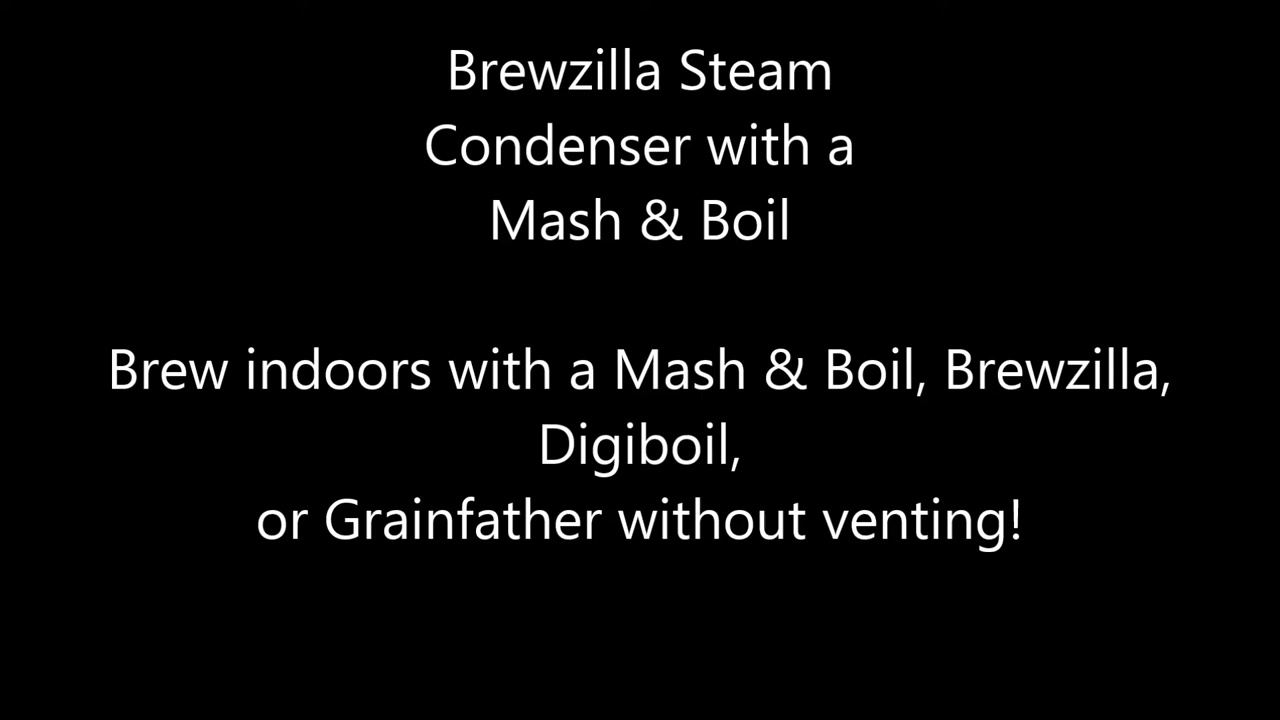 Brewzilla Steam
Condenser with a
Mash & Boil
Brew indoors with a Mash & Boil, Brewzilla,
Digiboil,
or Grainfather without venting!